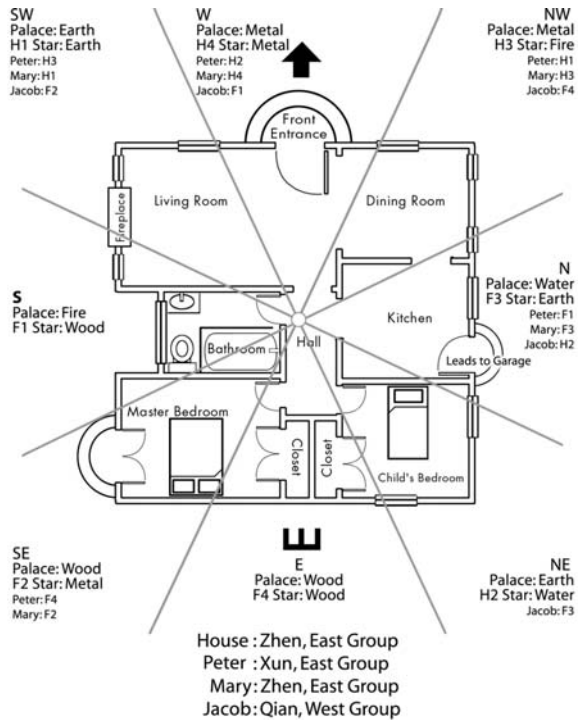 SW
Palace: Earth
H1 Star: Earth
Peter: H3
Mary: H1
Jacob: F2
W
Palace: Metal
H4 Star: Metal
Peter: H2
Mary: H4
Jacob: F1
NW
Palace: Metal
H3 Star: Fire
Peter: H1
Mary: H3
Jacob: F4
Front
Entrance
Living Room
Dining Room
Fireplace
S
Palace: Fire
F1 Star: Wood
N
Palace: Water
F3 Star: Earth
Peter: F1
Mary: F3
Jacob: H2
Kitchen
Hall
Bathroom
Leads to Garage
Master Bedroom
Closet
Closet
Child's Bedroom
SE
Palace: Wood
F2 Star: Metal
Peter: F4
Mary: F2
E
E
Palace: Wood
F4 Star: Wood
NE
Palace: Earth
H2 Star: Water
Jacob: F3
House : Zhen, East Group
Peter : Xun, East Group
Mary: Zhen, East Group
Jacob: Qian, West Group